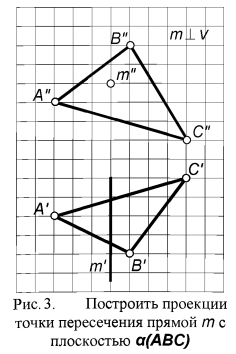 B″
m⊥v
m″
A″
C″
C′
A′
m′
B′
Рис. 3. Построить проекции
точки пересечения прямой m с
плоскостью α(ABC)